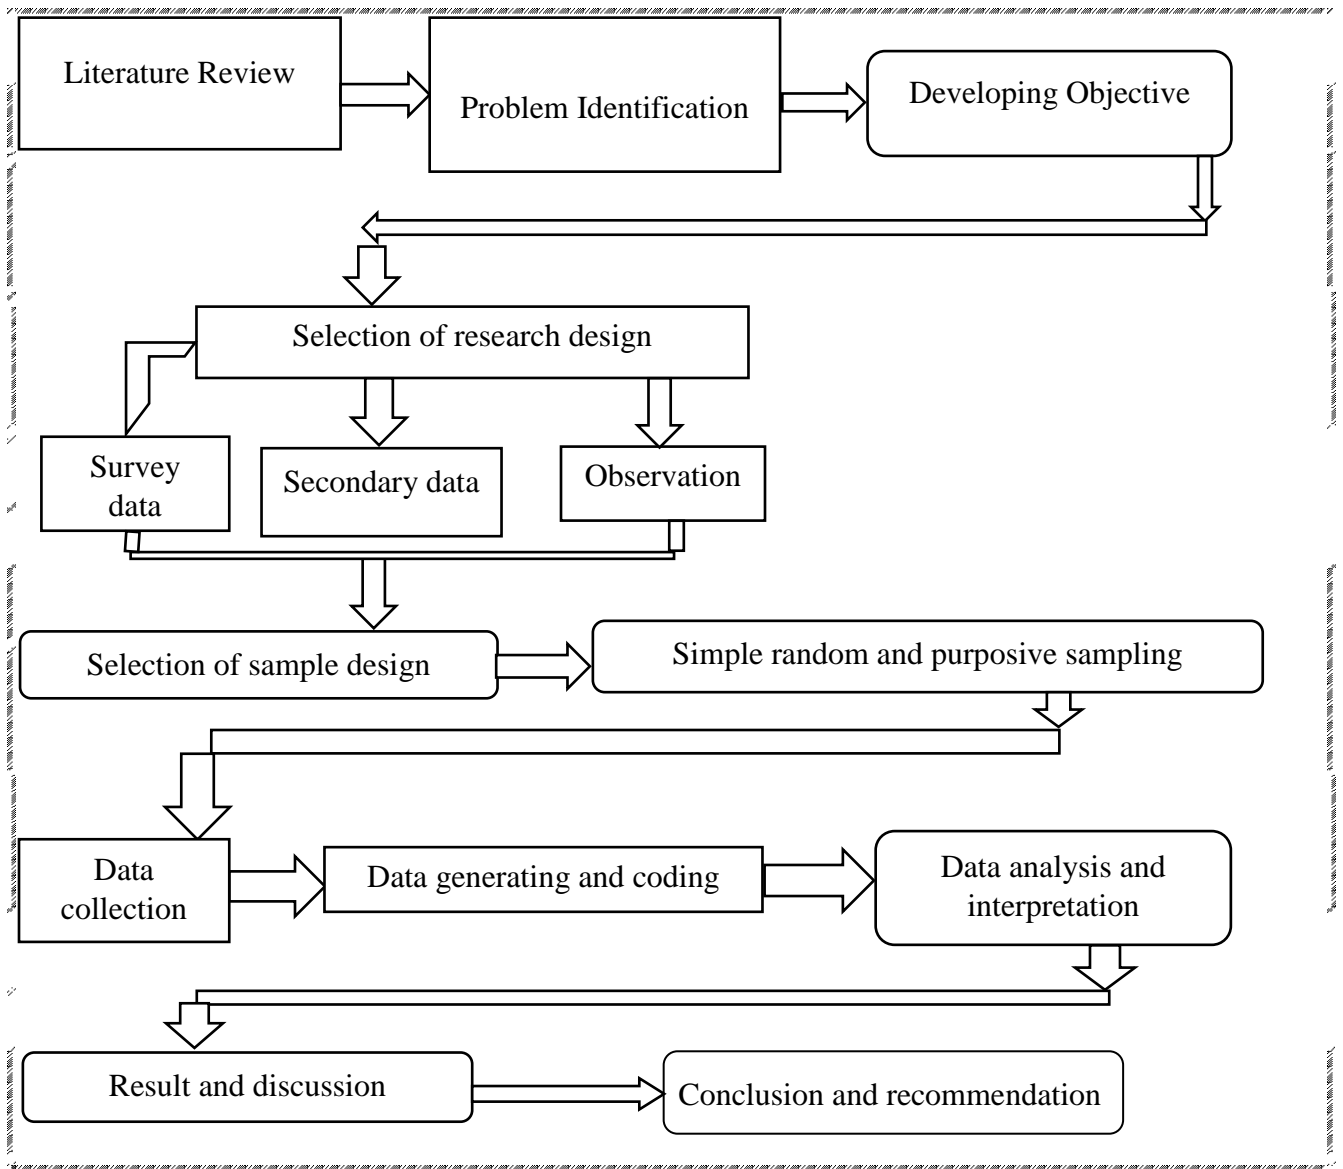 Literature Review
Problem Identification
Developing Objective
Selection of research design
Survey
data
Secondary data
Observation
Selection of sample design
Simple random and purposive sampling
Data
collection
Data generating and coding
Data analysis and
interpretation
Result and discussion
Conclusion and recommendation